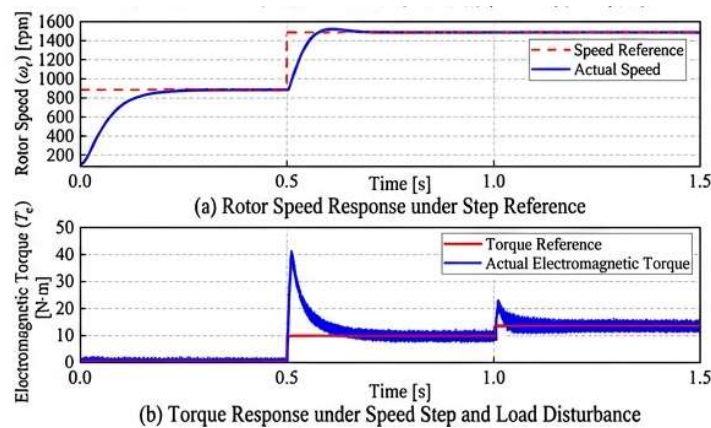 1600
1400
1200
1000
800
600
400
200
Rotor Speed (ωr) [rpm]
Speed Reference
Actual Speed
0.0 0.5 1.0 1.5
Time [s]
(a) Rotor Speed Response under Step Reference
50
40
30
20
10
0
Electromagnetic Torque (Te)
[N·m]
Torque Reference
Actual Electromagnetic Torque
0.0 0.5 1.0 1.5
Time [s]
(b) Torque Response under Speed Step and Load Disturbance